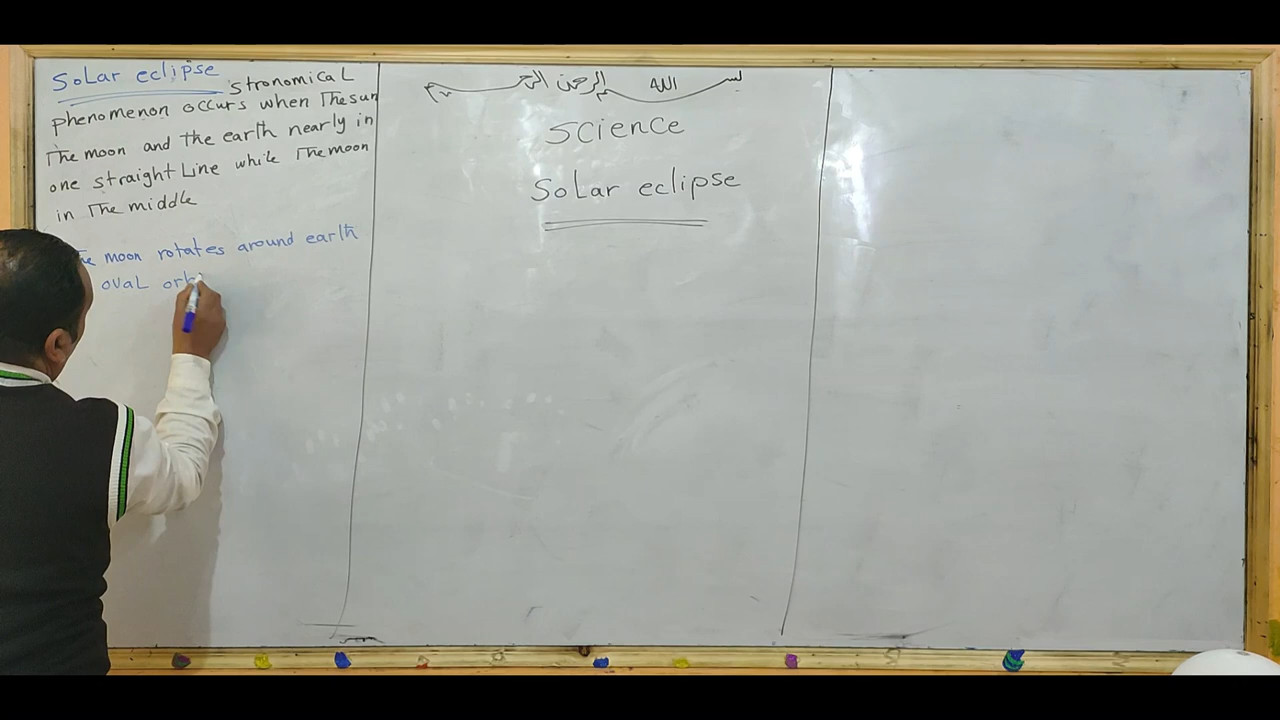 Solar eclipse stronomical
phenomenon occurs when The sun
The moon and the earth nearly in
one straight Line while The moon
in The middle
moon rotates around earth
oval
بسم الله الرحمن الرحيم
Science
Solar eclipse